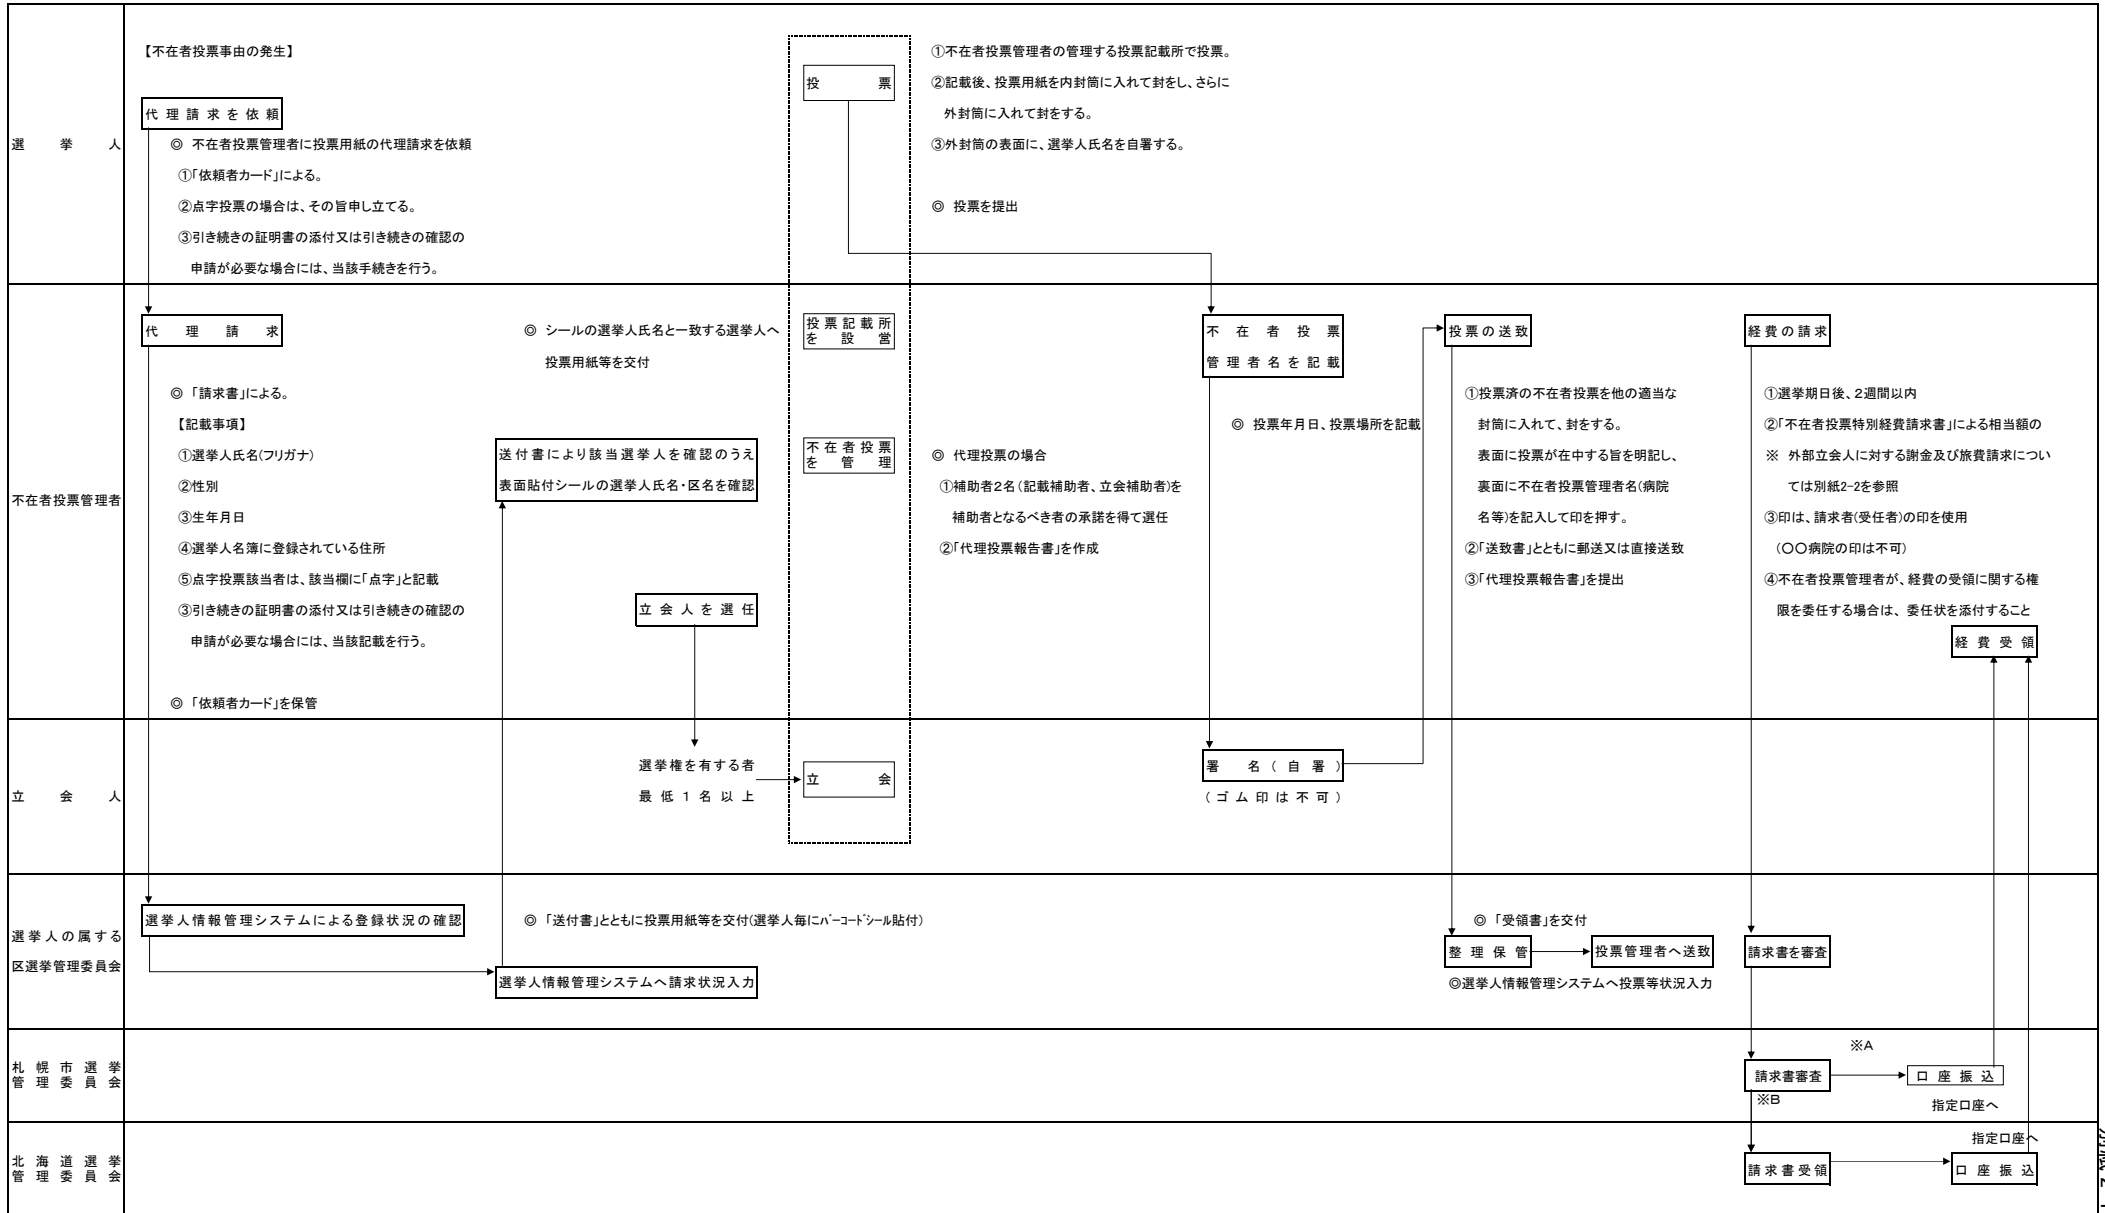 選挙人
【不在者投票事由の発生】
代理請求を依頼
◎ 不在者投票管理者に投票用紙の代理請求を依頼
①「依頼者カード」による。
②点字投票の場合は、その旨申し立てる。
③引き続きの証明書の添付又は引き続きの確認の
申請が必要な場合には、当該手続きを行う。
投票
①不在者投票管理者の管理する投票記載所で投票。
②記載後、投票用紙を内封筒に入れて封をし、さらに
外封筒に入れて封をする。
③外封筒の表面に、選挙人氏名を自署する。
◎ 投票を提出
不在者投票管理者
代理請求
◎ 「請求書」による。
【記載事項】
①選挙人氏名(フリガナ)
②性別
③生年月日
④選挙人名簿に登録されている住所
⑤点字投票該当者は、該当欄に「点字」と記載
③引き続きの証明書の添付又は引き続きの確認の
申請が必要な場合には、当該記載を行う。
◎ 「依頼者カード」を保管
◎ シールの選挙人氏名と一致する選挙人へ
投票用紙等を交付
送付書により該当選挙人を確認のうえ
表面貼付シールの選挙人氏名・区名を確認
立会人を選任
投票記載所
を設営
不在者投票
を管理
◎ 代理投票の場合
①補助者2名(記載補助者、立会補助者)を
補助者となるべき者の承諾を得て選任
②「代理投票報告書」を作成
不在者投票
管理者名を記載
◎ 投票年月日、投票場所を記載
投票の送致
①投票済の不在者投票を他の適当な
封筒に入れて、封をする。
表面に投票が在中する旨を明記し、
裏面に不在者投票管理者名(病院
名等)を記入して印を押す。
②「送致書」とともに郵送又は直接送致
③「代理投票報告書」を提出
経費の請求
①選挙期日後、2週間以内
②「不在者投票特別経費請求書」による相当額の
※ 外部立会人に対する謝金及び旅費請求につい
ては別紙2-2を参照
③印は、請求者(受任者)の印を使用
(〇〇病院の印は不可)
④不在者投票管理者が、経費の受領に関する権
限を委任する場合は、委任状を添付すること
経費受領
立会人
選挙権を有する者
最低1名以上
立会
署名(自署)
(ゴム印は不可)
選挙人の属する
区選挙管理委員会
選挙人情報管理システムによる登録状況の確認
◎ 「送付書」とともに投票用紙等を交付(選挙人毎にバーコードシール貼付)
選挙人情報管理システムへ請求状況入力
◎ 「受領書」を交付
整理保管
投票管理者へ送致
◎選挙人情報管理システムへ投票等状況入力
請求書を審査
札幌市選挙
管理委員会
※A
請求書審査
口座振込
※B
指定口座へ
北海道選挙
管理委員会
指定口座へ
請求書受領
口座振込